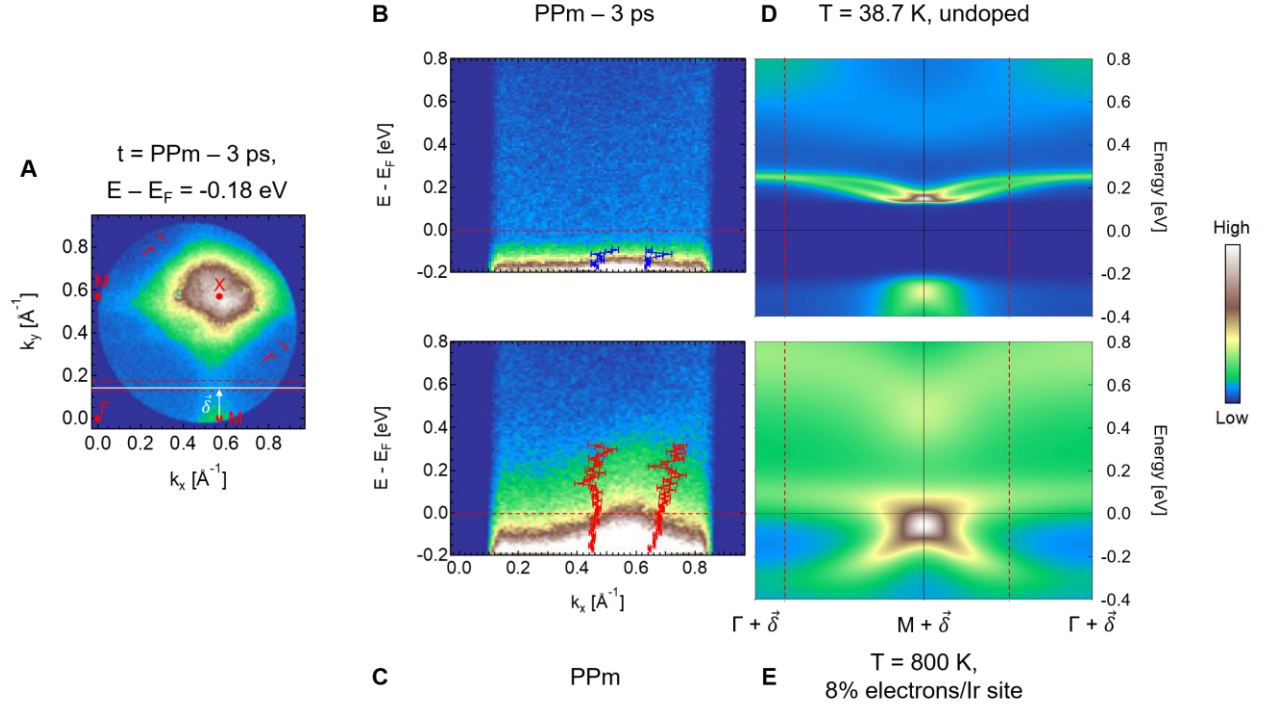 B
PPm – 3 ps
D
T = 38.7 K, undoped
A
t = PPm – 3 ps,
E – E_F = -0.18 eV
k_y [Å⁻¹]
0.8
0.6
0.4
0.2
0.0
M
X
Γ
δ⃗
M
0.0 0.2 0.4 0.6 0.8
k_x [Å⁻¹]
E - E_F [eV]
0.8
0.6
0.4
0.2
0.0
-0.2
0.8
0.6
0.4
0.2
0.0
-0.2
-0.4
Energy
[eV]
E - E_F [eV]
0.8
0.6
0.4
0.2
0.0
-0.2
0.0 0.2 0.4 0.6 0.8
k_x [Å⁻¹]
0.8
0.6
0.4
0.2
0.0
-0.2
-0.4
Energy
[eV]
Γ + δ⃗ M + δ⃗ Γ + δ⃗
High
Low
C
PPm
E
T = 800 K,
8% electrons/Ir site